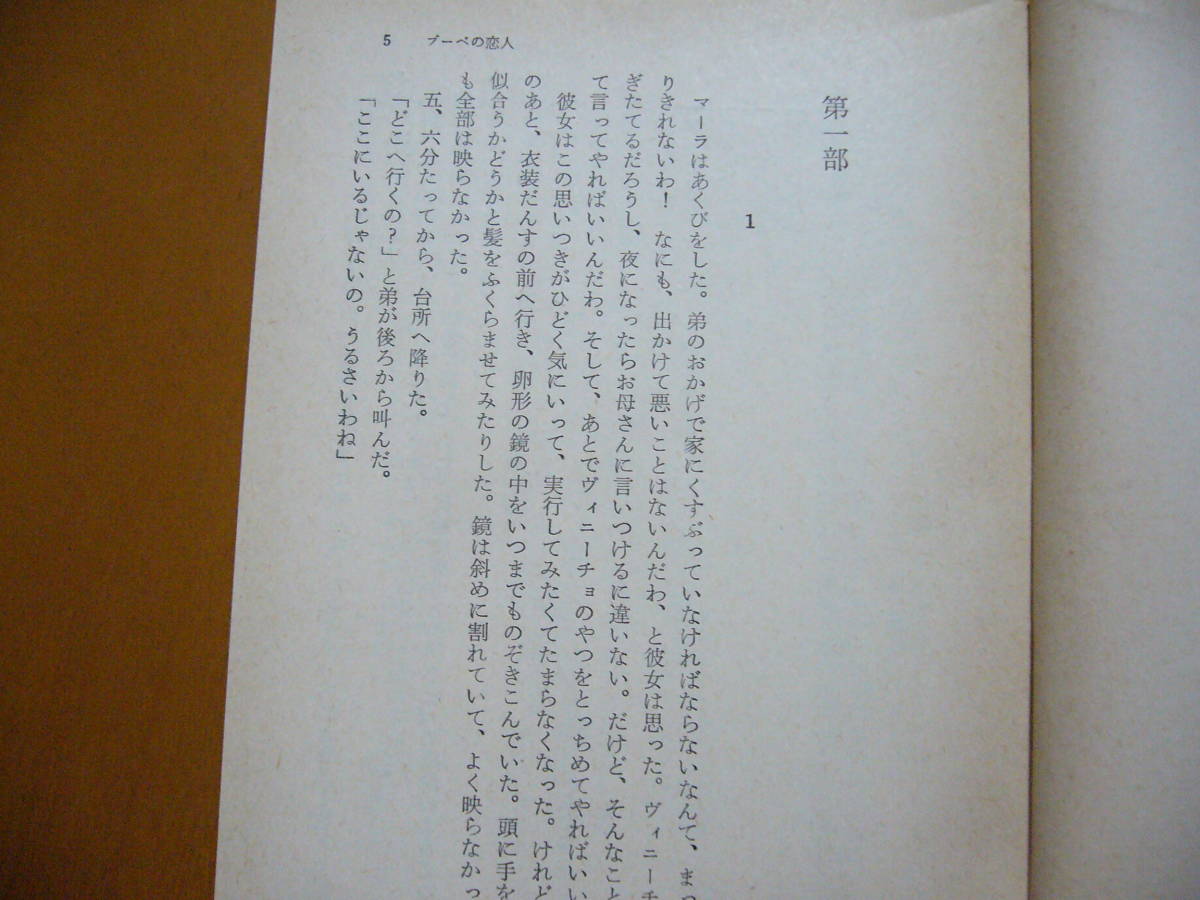 5 ブーベの恋人
第一部
1
マーラはあくびをした。弟のおかげで家にくすぶっていなければならないなんて、まっ
りきれないわ！ なにも、出かけて悪いことはないんだわ、と彼女は思った。ヴィニーチ
ぎたてるだろうし、夜になったらお母さんに言いつけるに違いない。だけど、そんなこと
て言ってやればいいんだわ。そして、あとでヴィニーチョのやつをとっちめてやればいい
彼女はこの思いつきがひどく気にいって、実行してみたくてたまらなくなった。けれど
のあと、衣装だんすの前へ行き、卵形の鏡の中をいつまでものぞきこんでいた。頭に手を
似合うかどうかと髪をふくらませてみたりした。鏡は斜めに割れていて、よく映らなかっ
も全部は映らなかった。
五、六分たってから、台所へ降りた。
「どこへ行くの？」と弟が後ろから叫んだ。
「ここにいるじゃないの。うるさいわね」